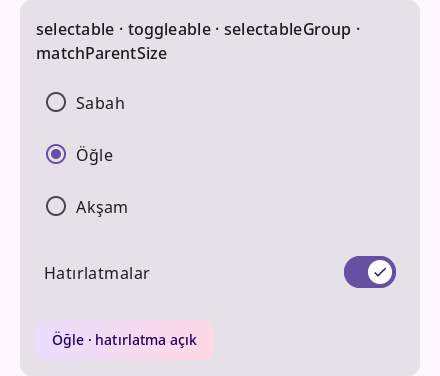 selectable · toggleable · selectableGroup ·
matchParentSize
Sabah
Öğle
Akşam
Hatırlatmalar
Öğle · hatırlatma açık